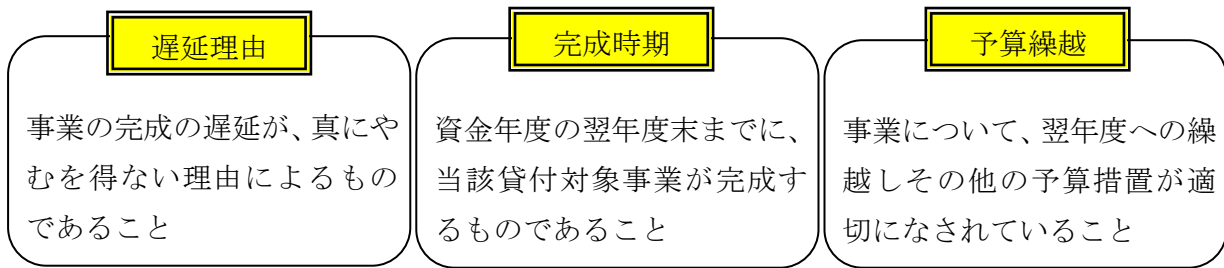 遅延理由
事業の完成の遅延が、真にや
むを得ない理由によるもの
であること
完成時期
資金年度の翌年度末までに、
当該貸付対象事業が完成す
るものであること
予算繰越
事業について、翌年度への繰
越しその他の予算措置が適
切になされていること